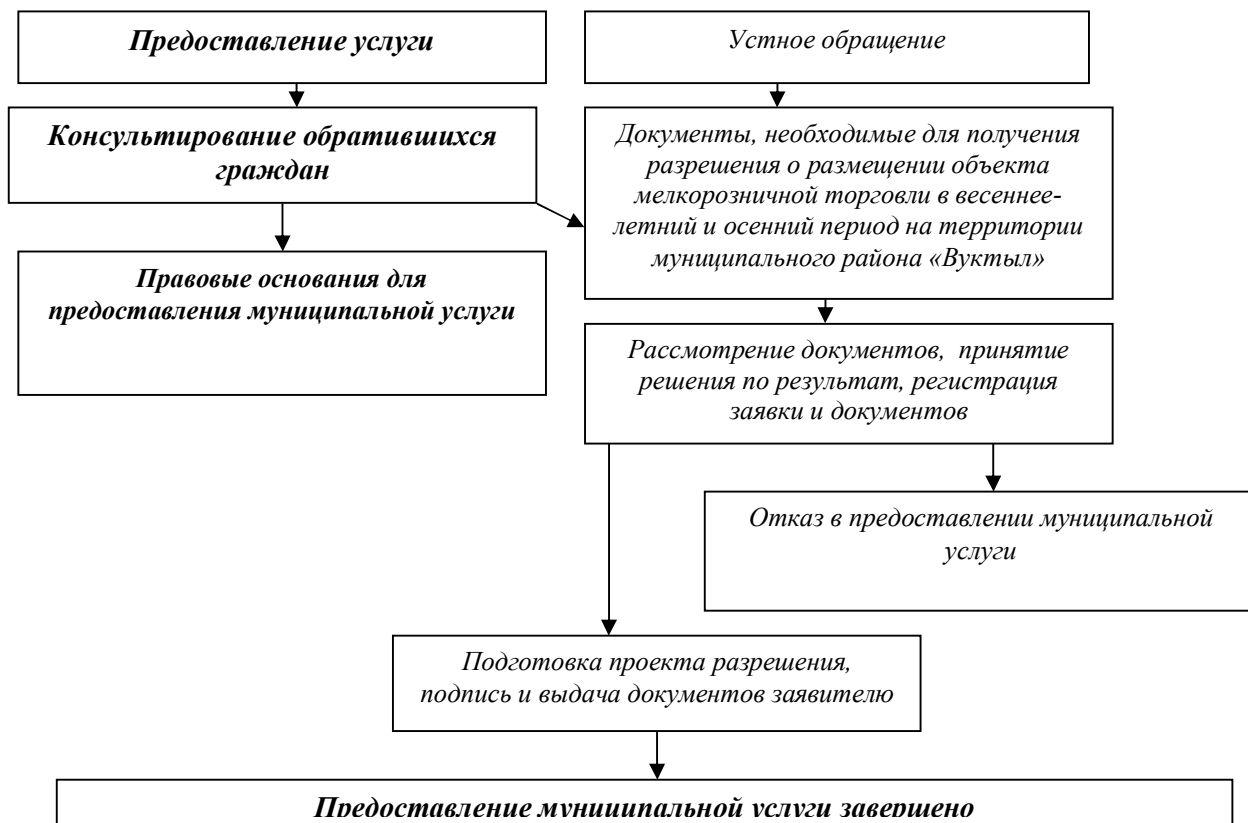 Предоставление услуги
Устное обращение
Консультирование обратившихся
граждан
Документы, необходимые для получения
разрешения о размещении объекта
мелкорозничной торговли в весеннее-
летний и осенний период на территории
муниципального района «Вуктыл»
Правовые основания для
предоставления муниципальной услуги
Рассмотрение документов, принятие
решения по результат, регистрация
заявки и документов
Отказ в предоставлении муниципальной
услуги
Подготовка проекта разрешения,
подпись и выдача документов заявителю
Предоставление муниципальной услуги завершено